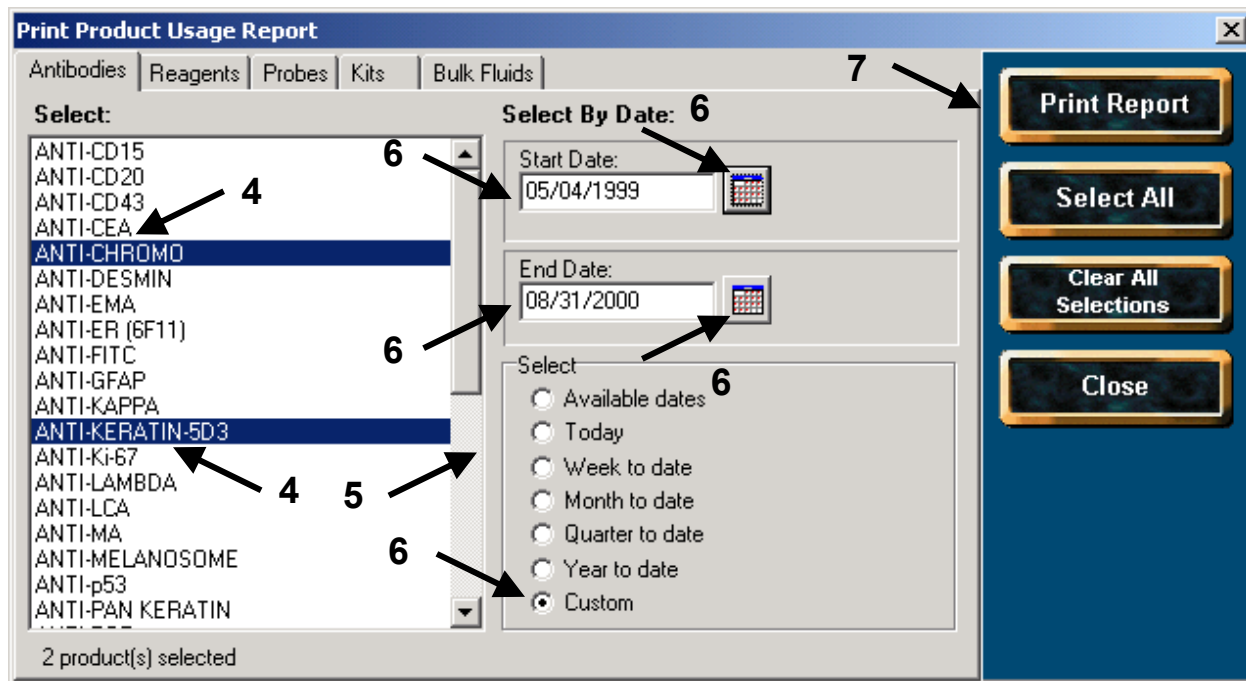 Print Product Usage Report
Antibodies Reagents Probes Kits Bulk Fluids
7
Print Report
Select:
Select By Date:
6
ANTI-CD15
ANTI-CD20
ANTI-CD43
ANTI-CEA
ANTI-CHROMO
ANTI-DESMIN
ANTI-EMA
ANTI-ER (6F11)
ANTI-FITC
ANTI-GFAP
ANTI-KAPPA
ANTI-KERATIN-5D3
ANTI-Ki-67
ANTI-LAMBDA
ANTI-LCA
ANTI-MA
ANTI-MELANOSOME
ANTI-p53
ANTI-PAN KERATIN
4
4
5
2 product(s) selected
6
Start Date:
05/04/1999
End Date:
08/31/2000
6
6
Select
Available dates
Today
Week to date
Month to date
Quarter to date
Year to date
Custom
6
Select All
Clear All
Selections
Close